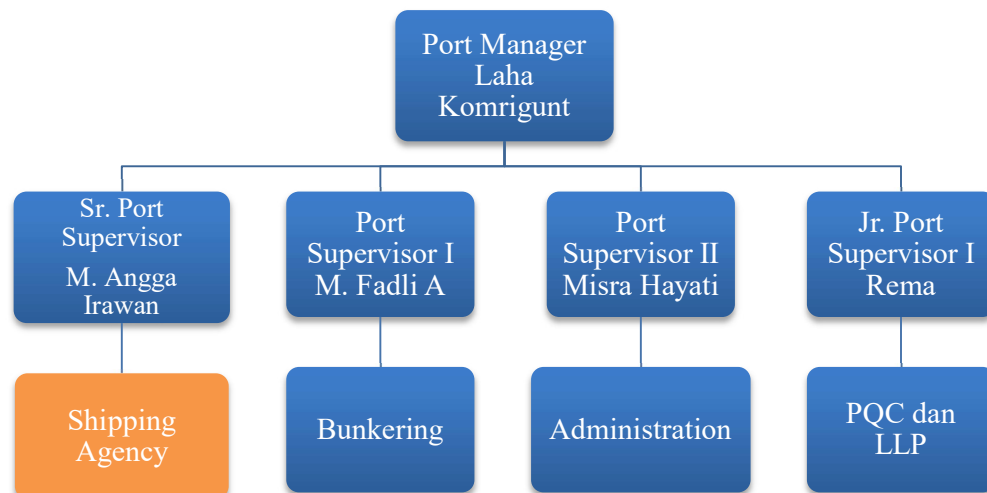 Port Manager
Laha
Komrigunt
Sr. Port
Supervisor
M. Angga
Irawan
Port
Supervisor I
M. Fadli A
Port
Supervisor II
Misra Hayati
Jr. Port
Supervisor I
Rema
Shipping
Agency
Bunkering
Administration
PQC dan
LLP